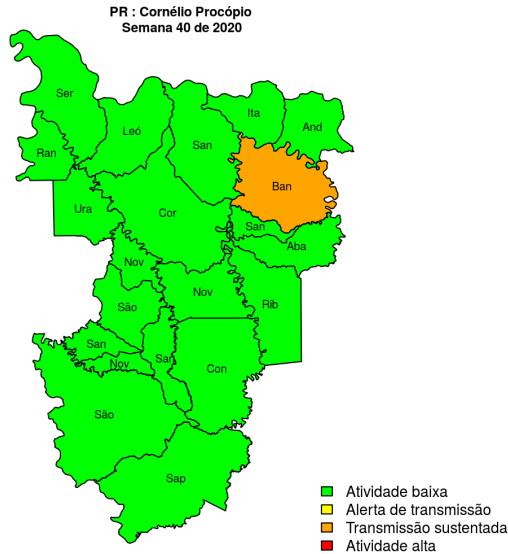 PR : Cornélio Procópio
Semana 40 de 2020
Ser
Ita
And
Leó
San
Ran
Ban
Ura
Cor
San
Aba
Nov
Nov
São
Rib
San
San
Nov
Con
São
Sap
Atividade baixa
Alerta de transmissão
Transmissão sustentada
Atividade alta